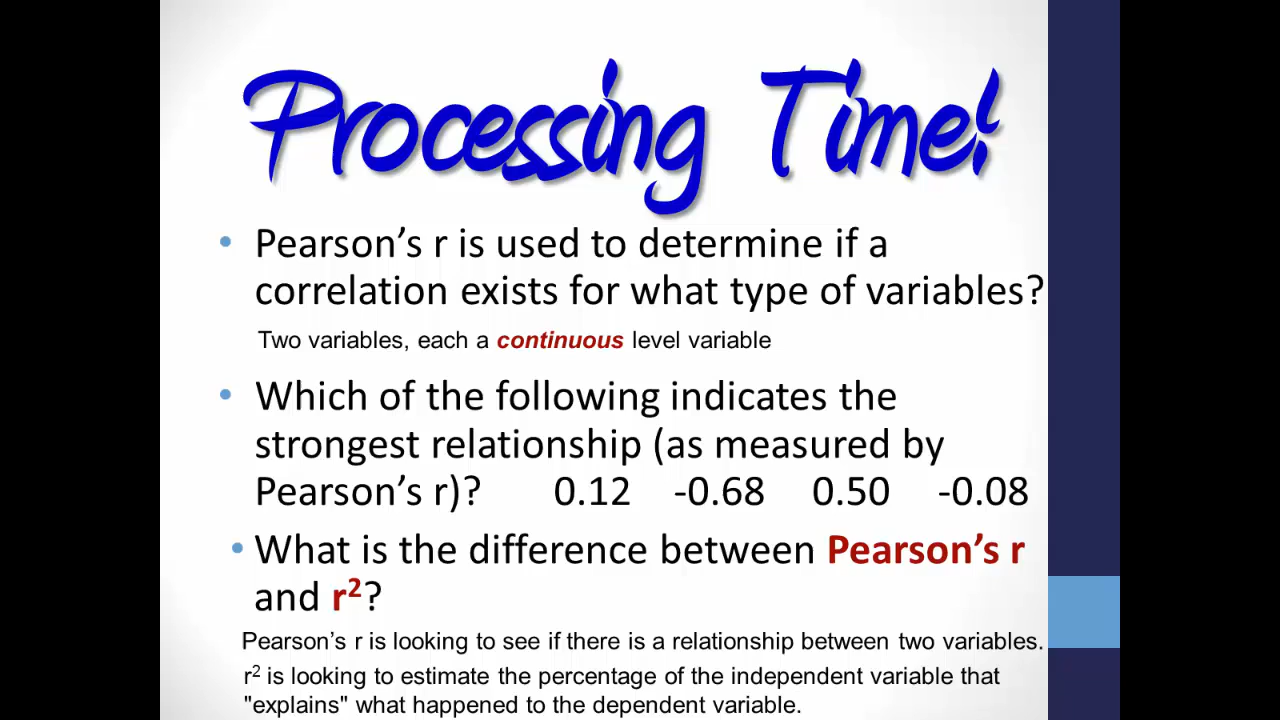 Processing Time!
• Pearson’s r is used to determine if a
correlation exists for what type of variables?
Two variables, each a continuous level variable
• Which of the following indicates the
strongest relationship (as measured by
Pearson’s r)? 0.12 -0.68 0.50 -0.08
• What is the difference between Pearson’s r
and r²?
Pearson’s r is looking to see if there is a relationship between two variables.
r² is looking to estimate the percentage of the independent variable that
"explains" what happened to the dependent variable.